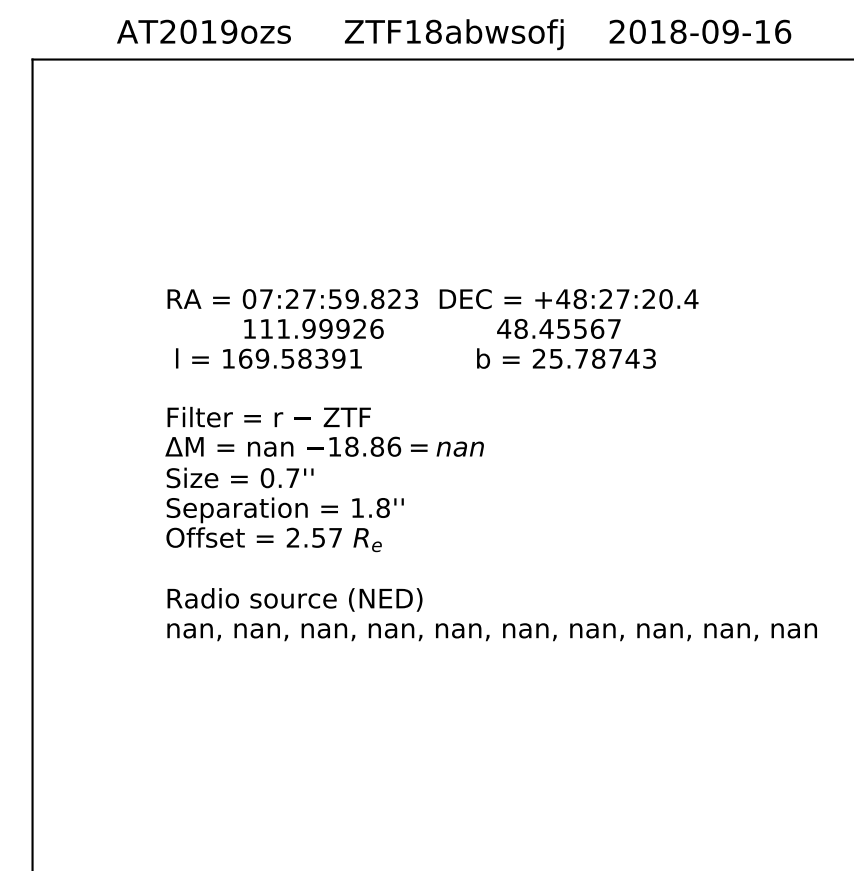 AT2019ozs ZTF18abwsofj 2018-09-16
RA = 07:27:59.823 DEC = +48:27:20.4
111.99926 48.45567
l = 169.58391 b = 25.78743
Filter = r − ZTF
ΔM = nan −18.86 = nan
Size = 0.7''
Separation = 1.8''
Offset = 2.57 Re
Radio source (NED)
nan, nan, nan, nan, nan, nan, nan, nan, nan, nan